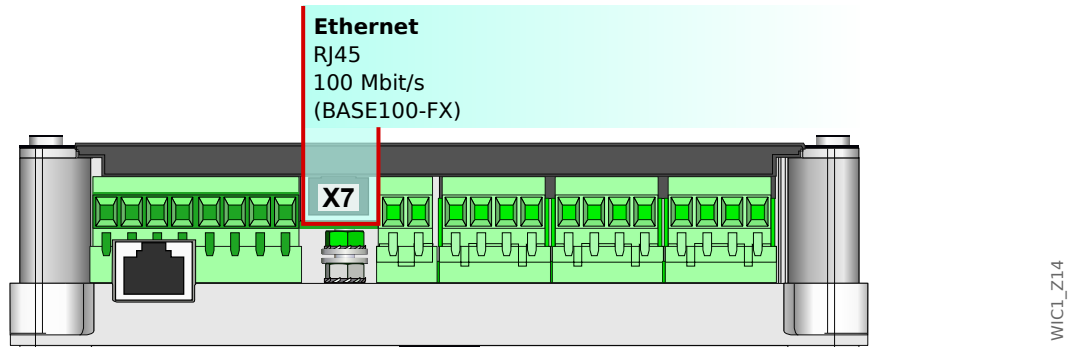 Ethernet
RJ45
100 Mbit/s
(BASE100-FX)
X7
WIC1_Z14